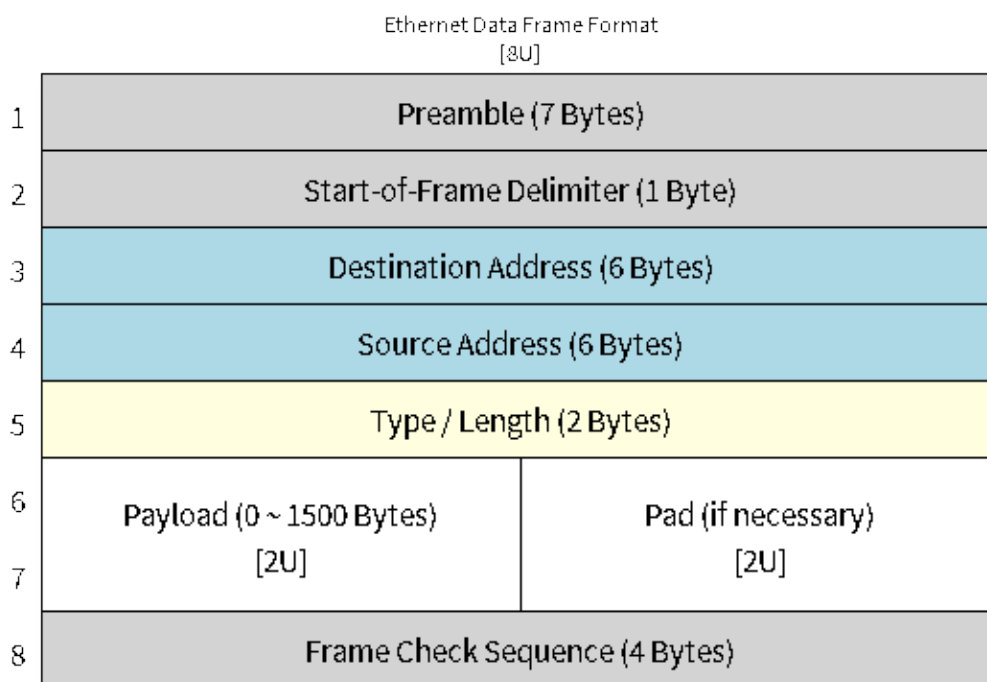 Ethernet Data Frame Format
[8U]
1
Preamble (7 Bytes)
2
Start-of-Frame Delimiter (1 Byte)
3
Destination Address (6 Bytes)
4
Source Address (6 Bytes)
5
Type / Length (2 Bytes)
6
Payload (0 ~ 1500 Bytes)
[2U]
Pad (if necessary)
[2U]
7
8
Frame Check Sequence (4 Bytes)